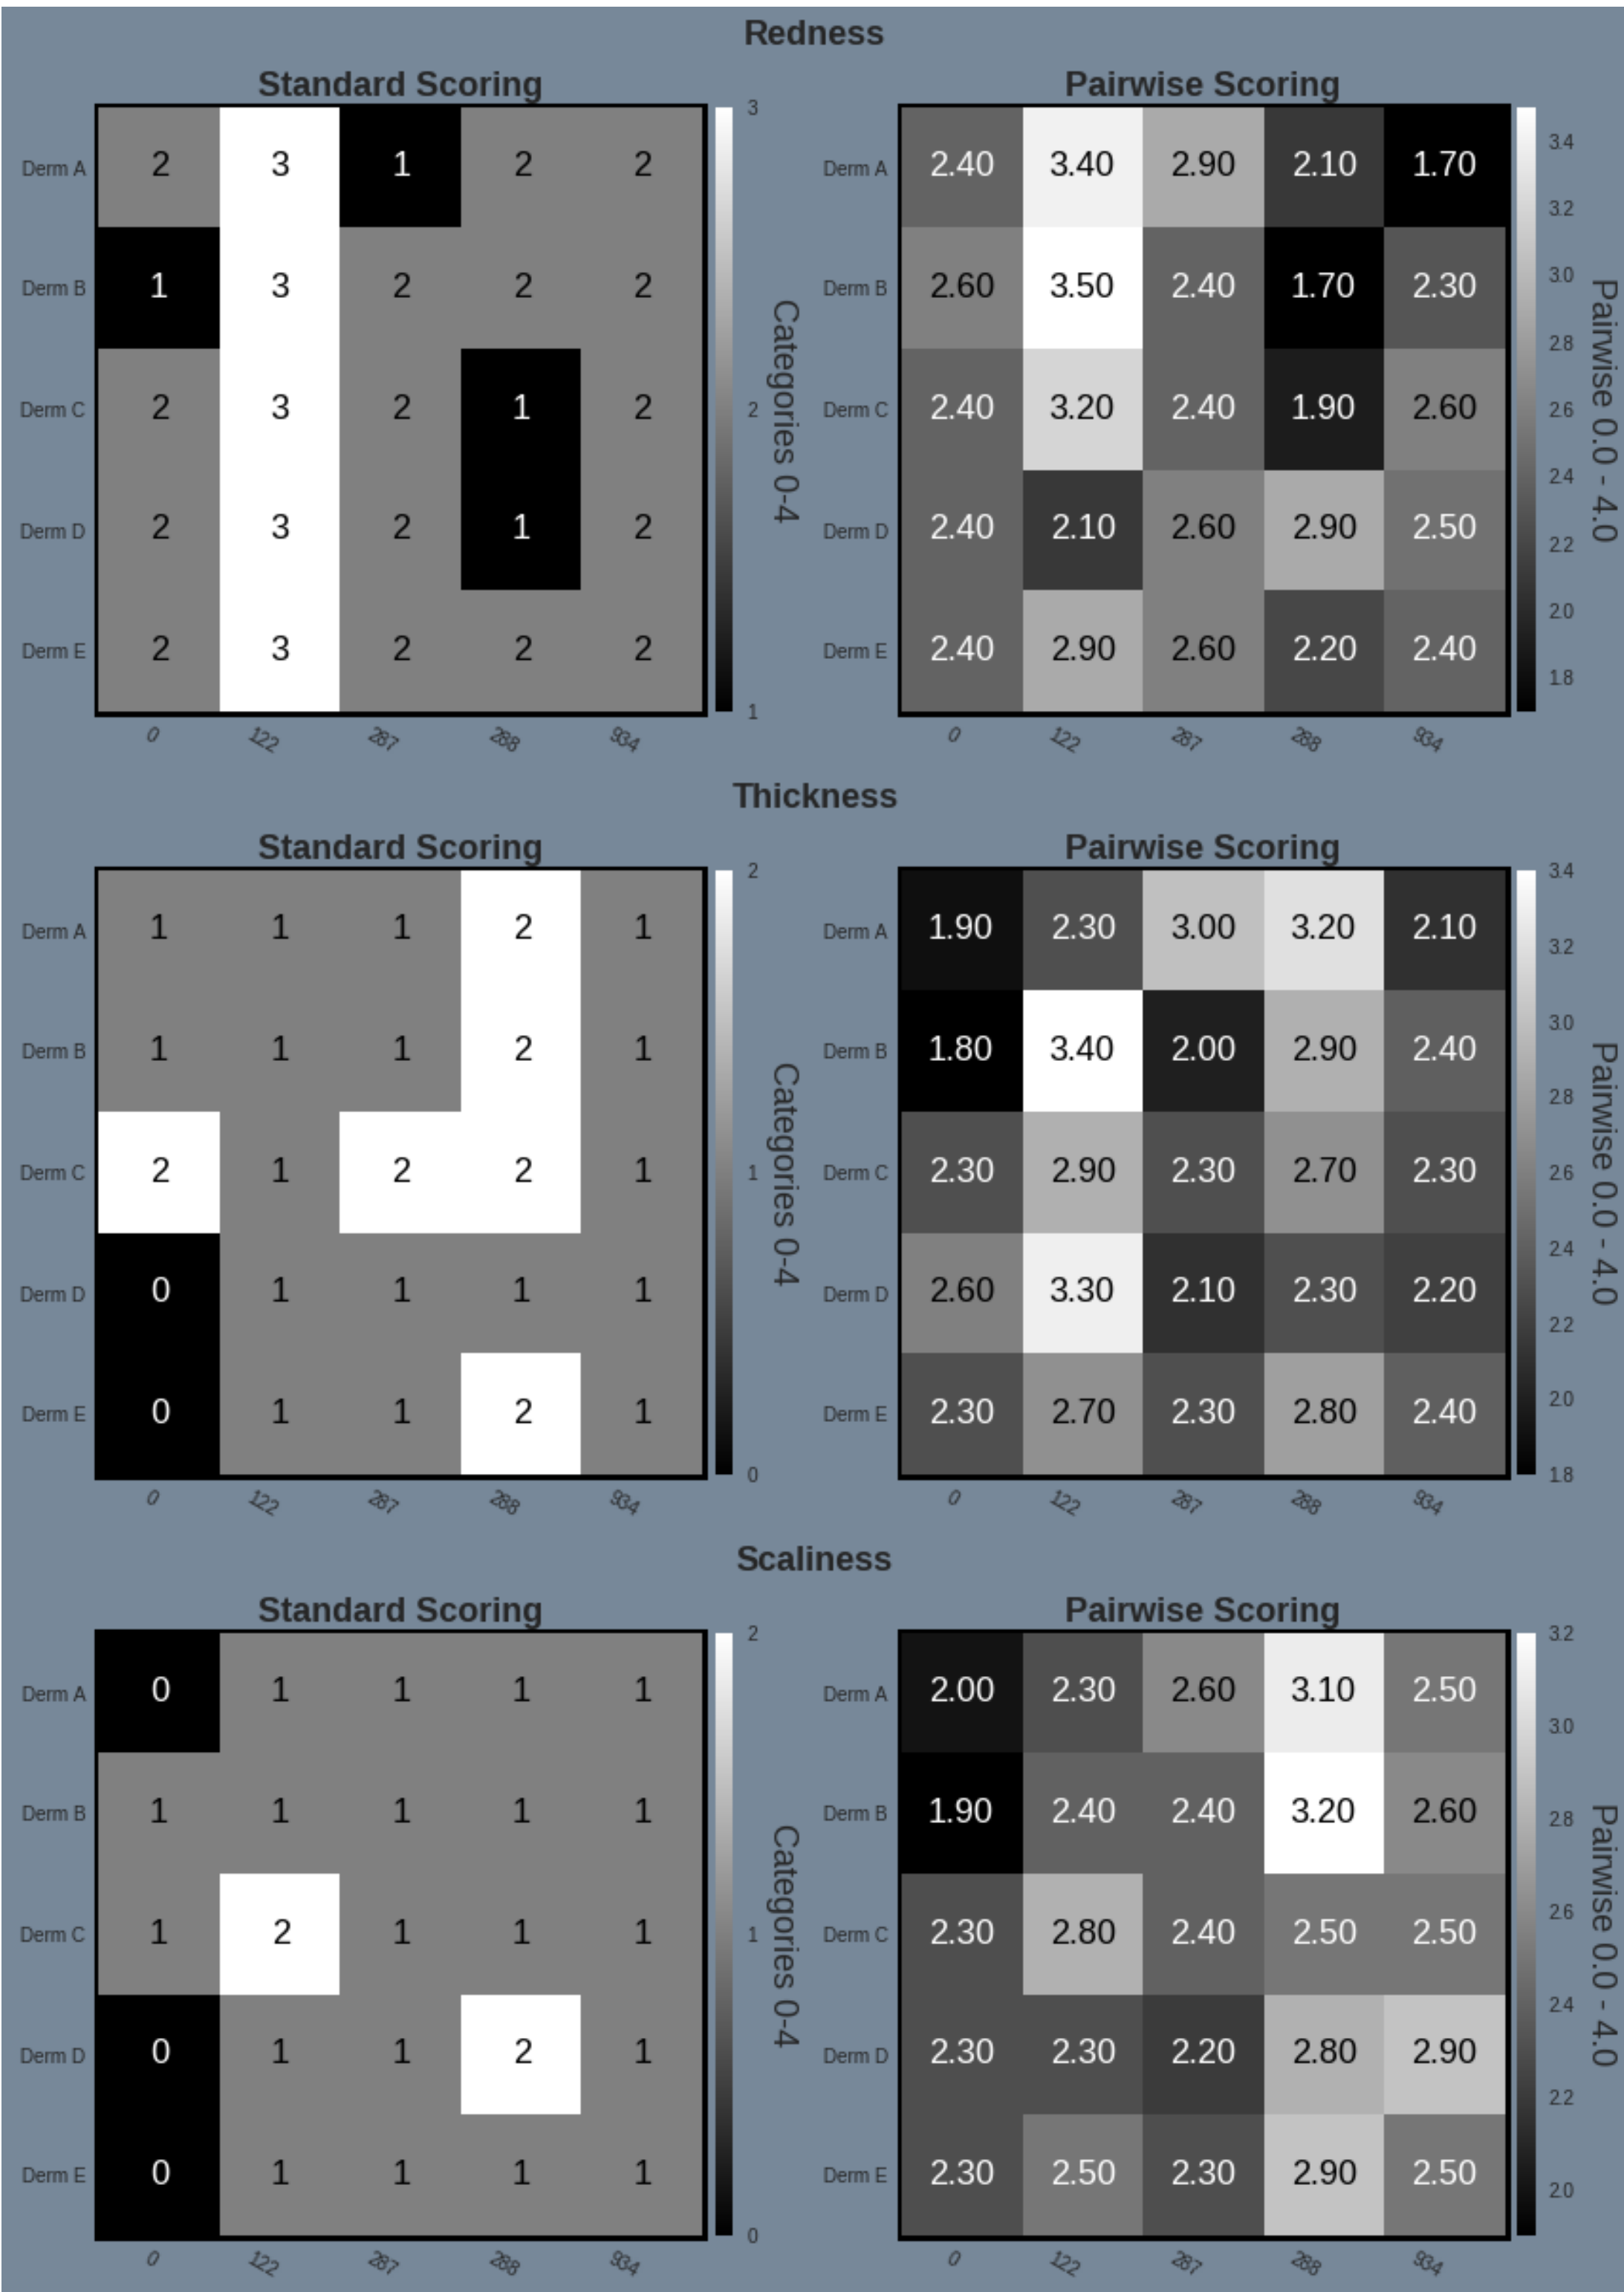 Redness
Standard Scoring Pairwise Scoring
Derm A 2 3 1 2 2
Derm B 1 3 2 2 2
Derm C 2 3 2 1 2
Derm D 2 3 2 1 2
Derm E 2 3 2 2 2
0 122 287 288 934
3
2
1
Categories 0-4
Derm A 2.40 3.40 2.90 2.10 1.70
Derm B 2.60 3.50 2.40 1.70 2.30
Derm C 2.40 3.20 2.40 1.90 2.60
Derm D 2.40 2.10 2.60 2.90 2.50
Derm E 2.40 2.90 2.60 2.20 2.40
0 122 287 288 934
3.4
3.2
3.0
2.8
2.6
2.4
2.2
2.0
1.8
Pairwise 0.0 - 4.0
Thickness
Standard Scoring Pairwise Scoring
Derm A 1 1 1 2 1
Derm B 1 1 1 2 1
Derm C 2 1 2 2 1
Derm D 0 1 1 1 1
Derm E 0 1 1 2 1
0 122 287 288 934
2
1
0
Categories 0-4
Derm A 1.90 2.30 3.00 3.20 2.10
Derm B 1.80 3.40 2.00 2.90 2.40
Derm C 2.30 2.90 2.30 2.70 2.30
Derm D 2.60 3.30 2.10 2.30 2.20
Derm E 2.30 2.70 2.30 2.80 2.40
0 122 287 288 934
3.4
3.2
3.0
2.8
2.6
2.4
2.2
2.0
1.8
Pairwise 0.0 - 4.0
Scaliness
Standard Scoring Pairwise Scoring
Derm A 0 1 1 1 1
Derm B 1 1 1 1 1
Derm C 1 2 1 1 1
Derm D 0 1 1 2 1
Derm E 0 1 1 1 1
0 122 287 288 934
2
1
0
Categories 0-4
Derm A 2.00 2.30 2.60 3.10 2.50
Derm B 1.90 2.40 2.40 3.20 2.60
Derm C 2.30 2.80 2.40 2.50 2.50
Derm D 2.30 2.30 2.20 2.80 2.90
Derm E 2.30 2.50 2.30 2.90 2.50
0 122 287 288 934
3.2
3.0
2.8
2.6
2.4
2.2
2.0
Pairwise 0.0 - 4.0